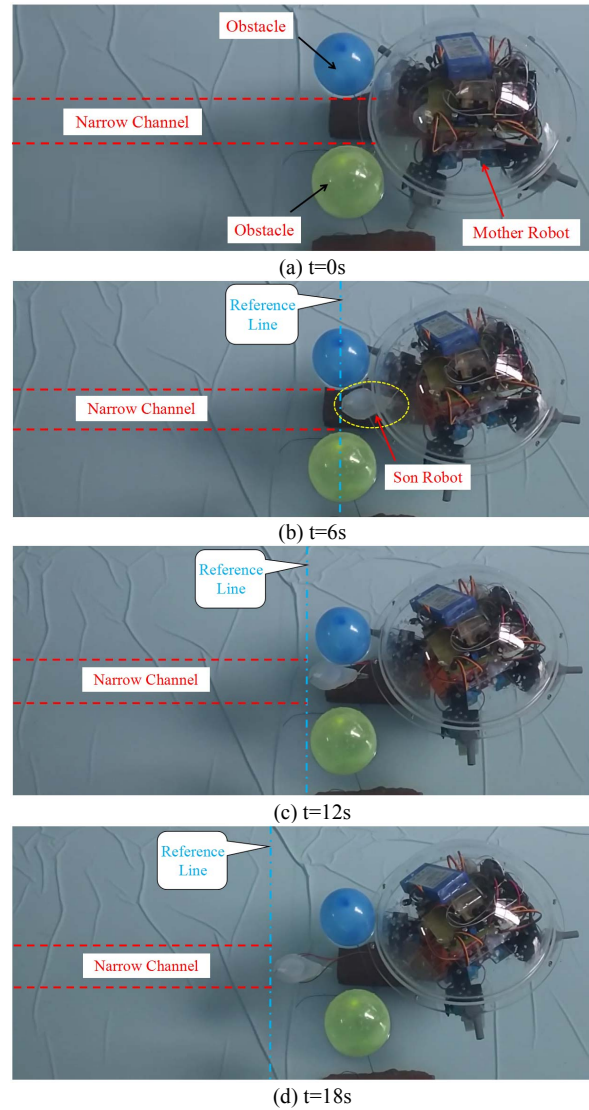 Obstacle
Narrow Channel
Obstacle
Mother Robot
(a) t=0s
Reference
Line
Narrow Channel
Son Robot
(b) t=6s
Reference
Line
Narrow Channel
(c) t=12s
Reference
Line
Narrow Channel
(d) t=18s